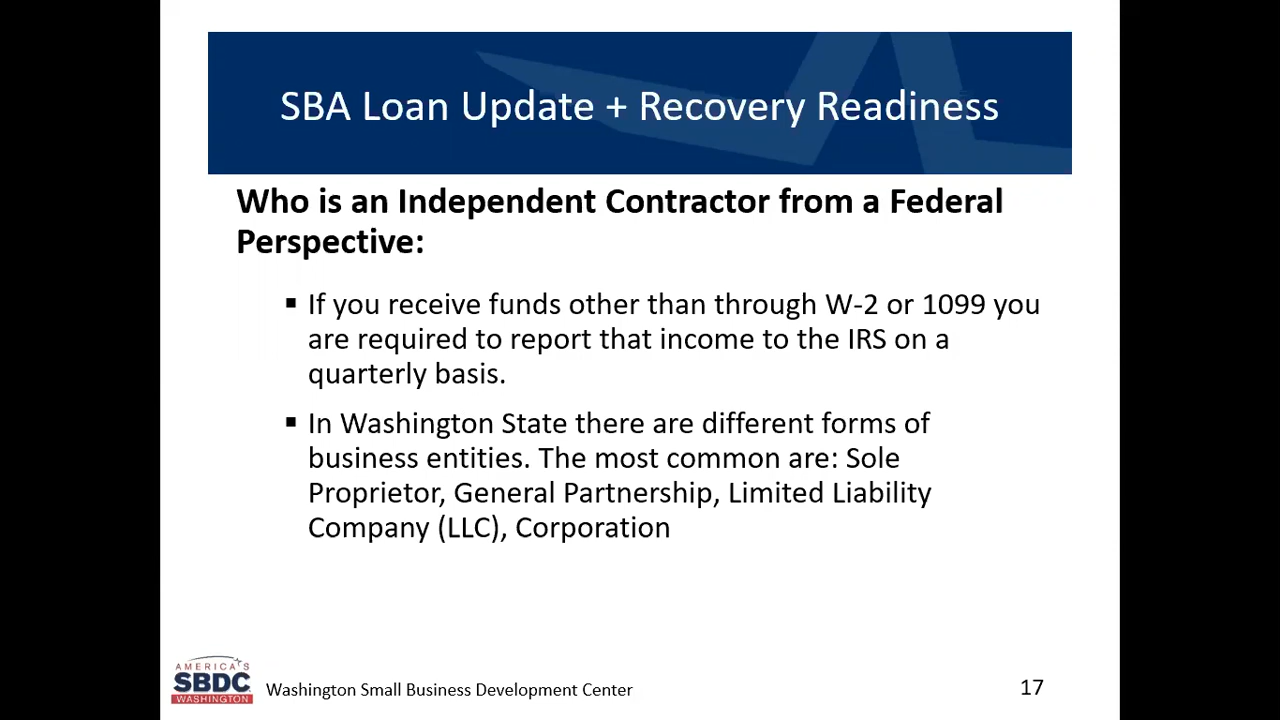 SBA Loan Update + Recovery Readiness
Who is an Independent Contractor from a Federal
Perspective:
▪ If you receive funds other than through W-2 or 1099 you
are required to report that income to the IRS on a
quarterly basis.
▪ In Washington State there are different forms of
business entities. The most common are: Sole
Proprietor, General Partnership, Limited Liability
Company (LLC), Corporation
AMERICA'S
SBDC
WASHINGTON
Washington Small Business Development Center
17